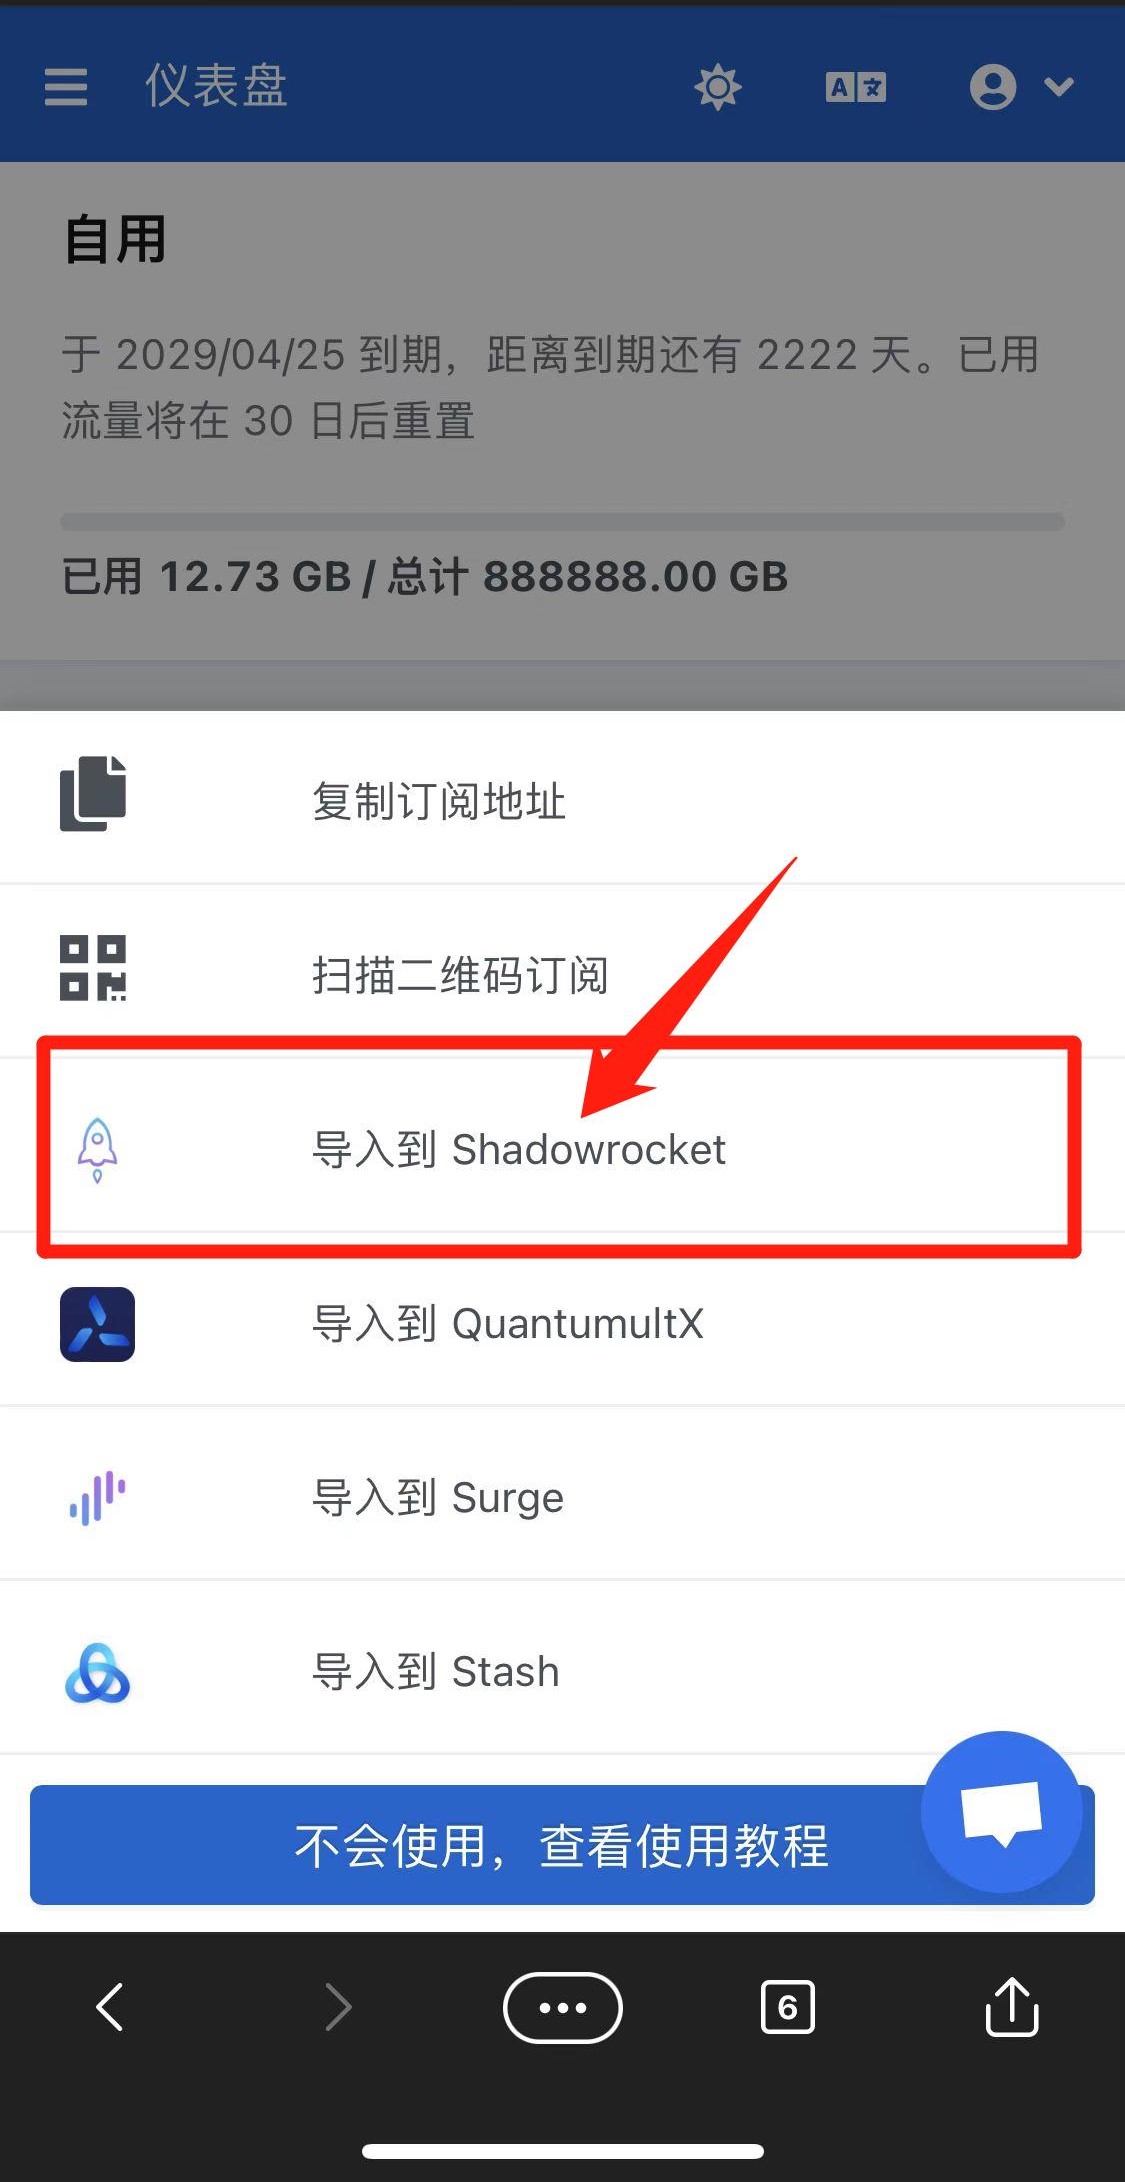 仪表盘
A 文
自用
于 2029/04/25 到期，距离到期还有 2222 天。已用
流量将在 30 日后重置
已用 12.73 GB / 总计 888888.00 GB
复制订阅地址
扫描二维码订阅
导入到 Shadowrocket
导入到 QuantumultX
导入到 Surge
导入到 Stash
不会使用，查看使用教程
6